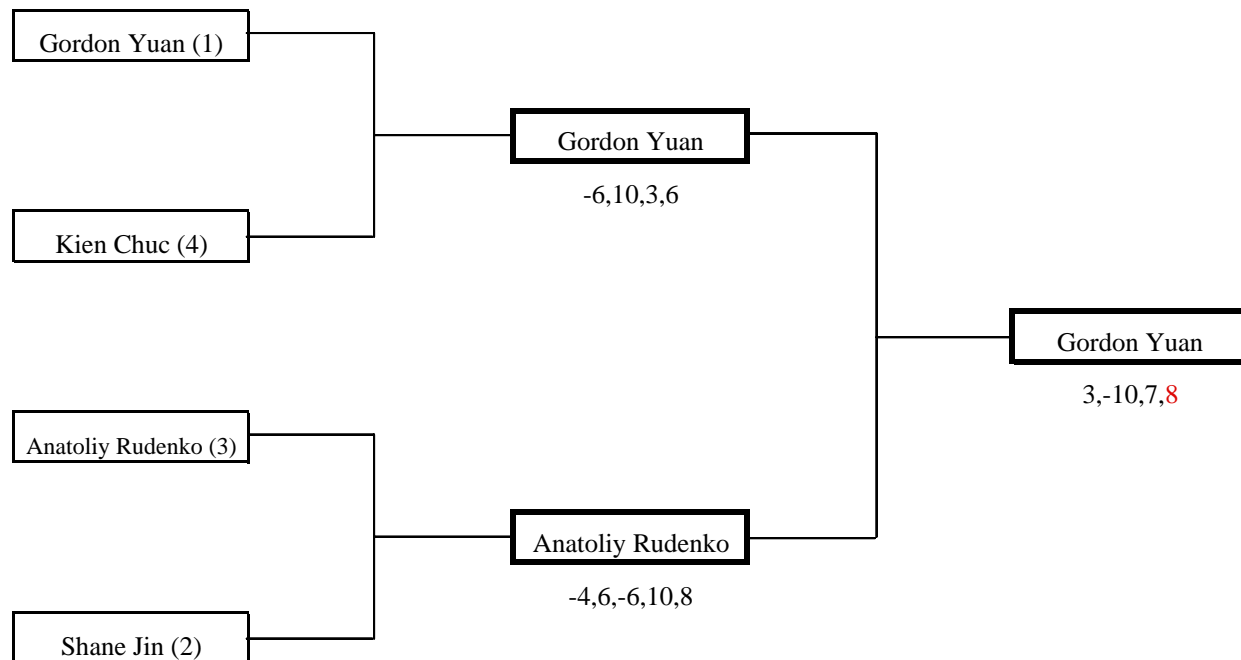 Gordon Yuan (1)
Gordon Yuan
-6,10,3,6
Kien Chuc (4)
Gordon Yuan
3,-10,7,8
Anatoliy Rudenko (3)
Anatoliy Rudenko
-4,6,-6,10,8
Shane Jin (2)